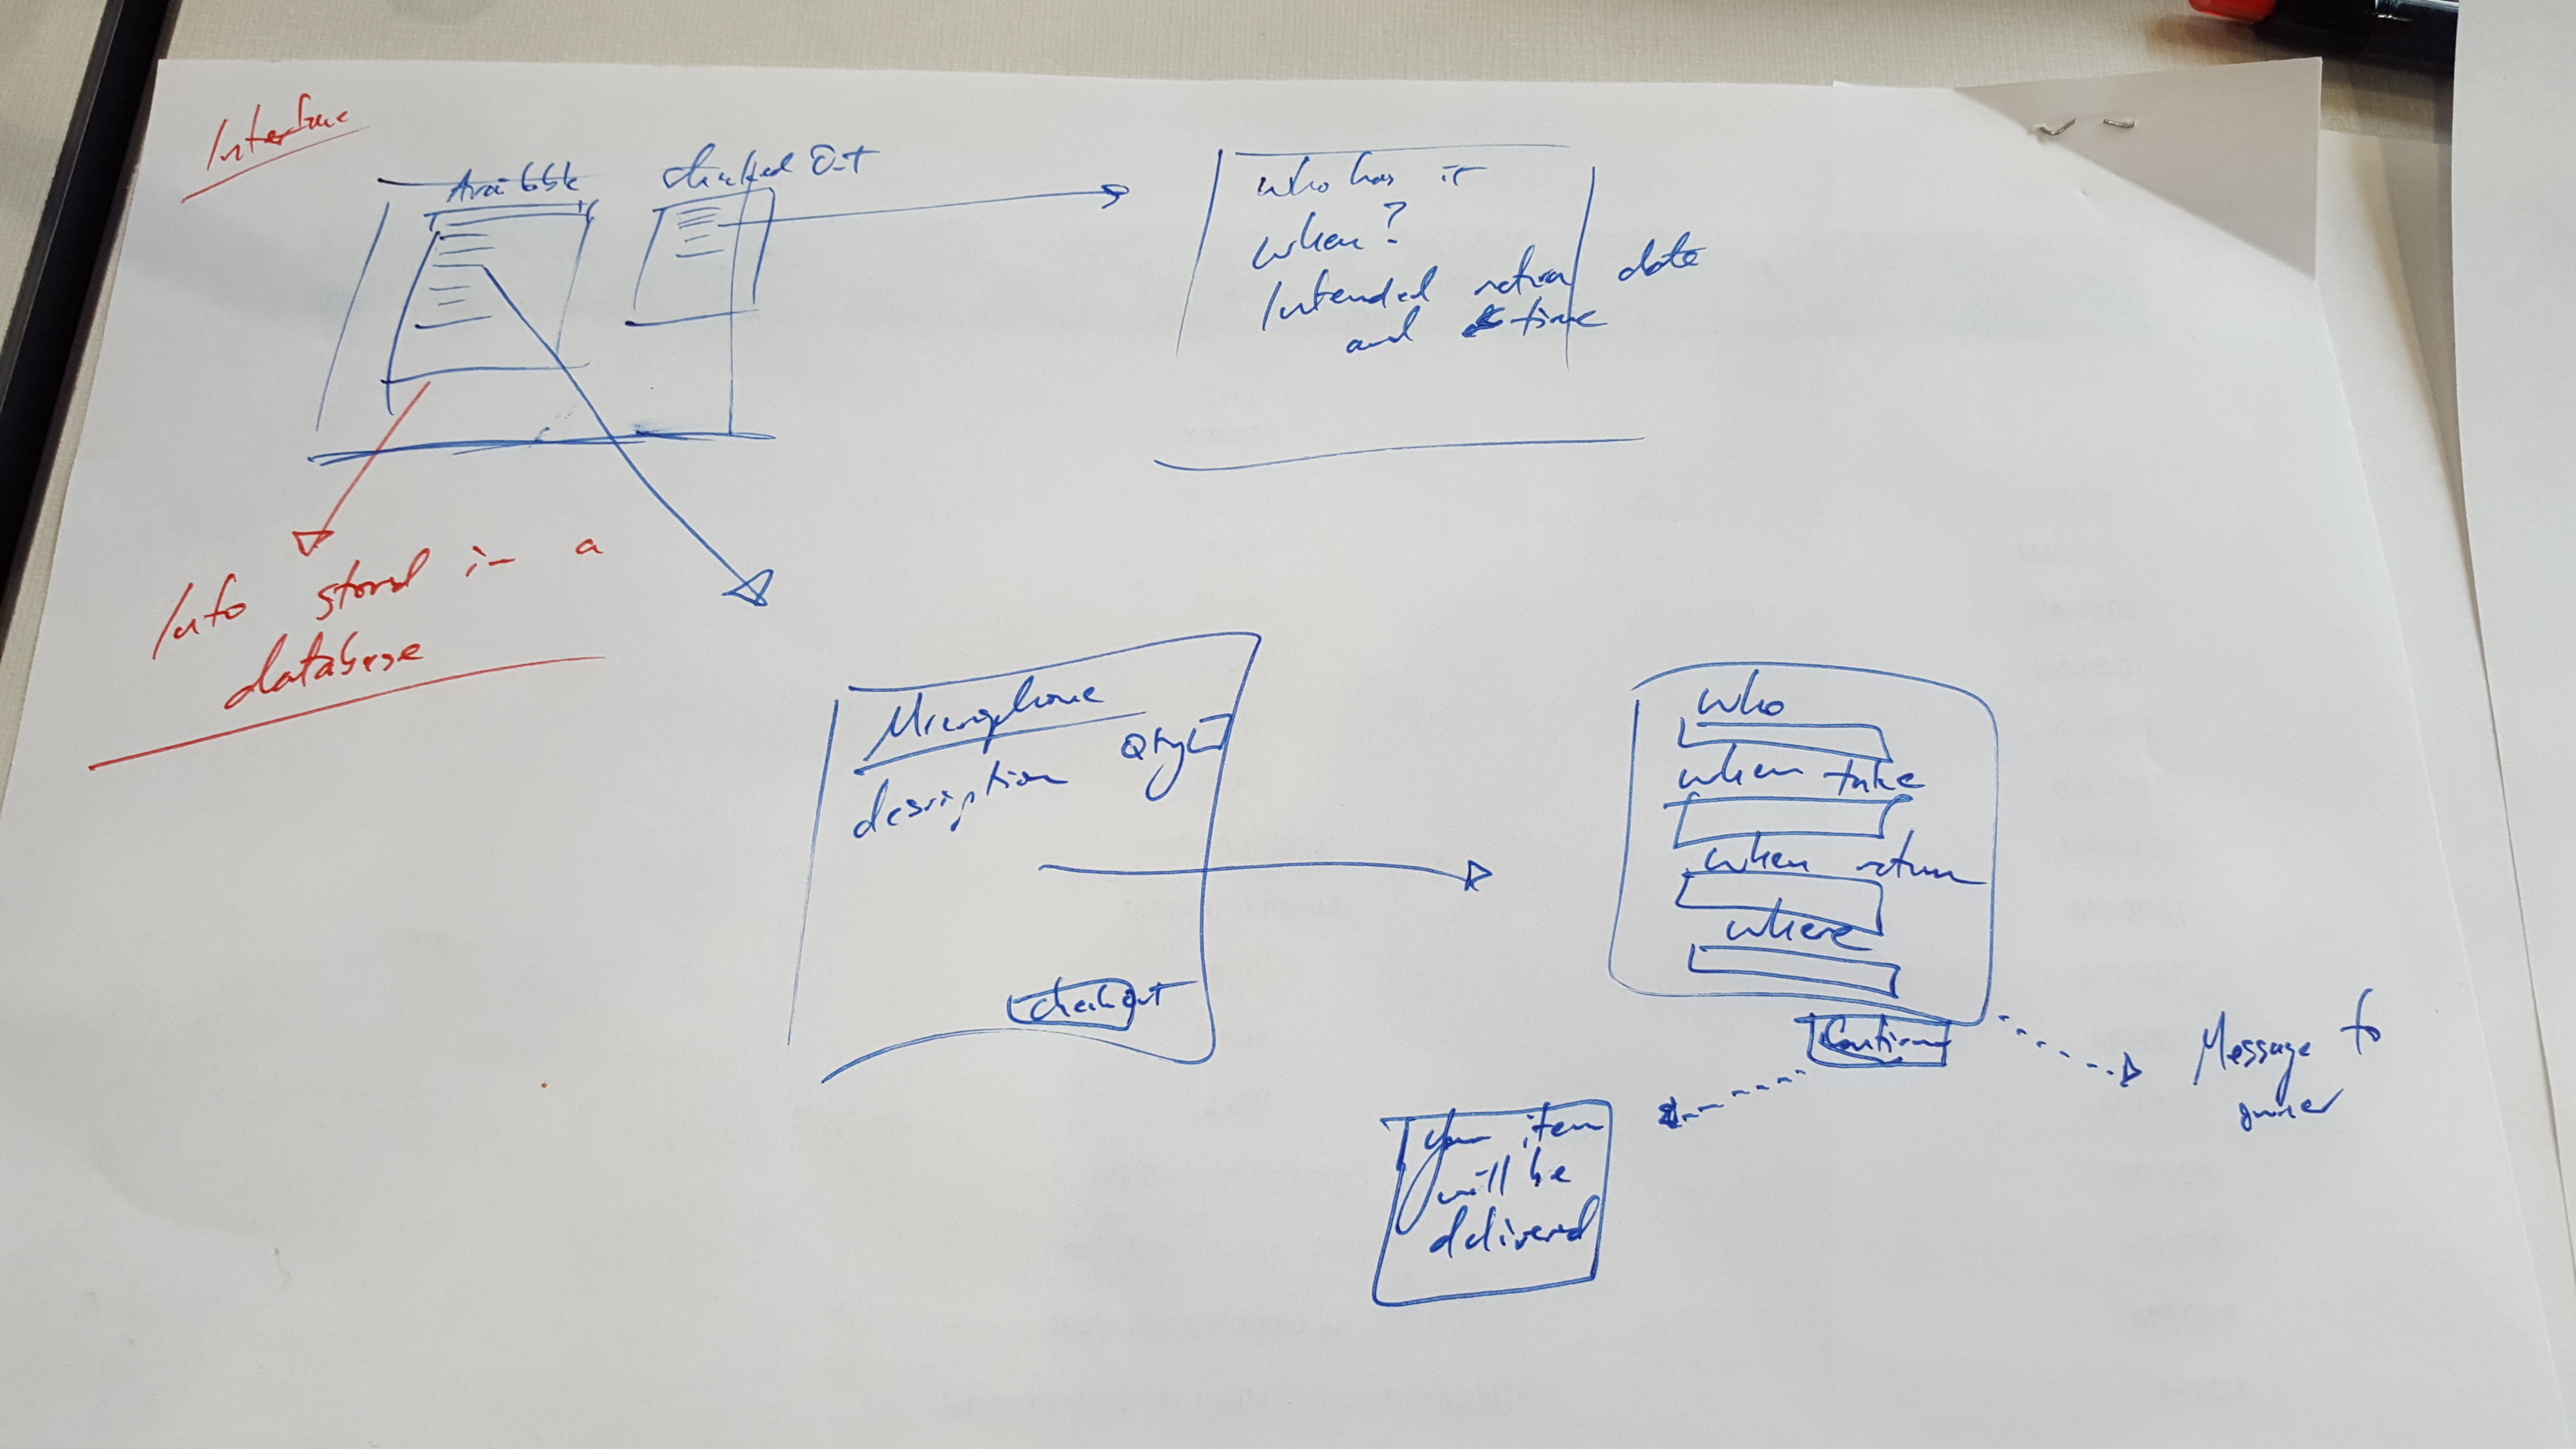 Interface
Available
Checked Out
who has it
when?
Intended return date
and time
Info stored in a
database
Microphone
Qty
desription
checkout
who
when take
when return
where
Confirm
Message to
owner
your item
will be
delivered